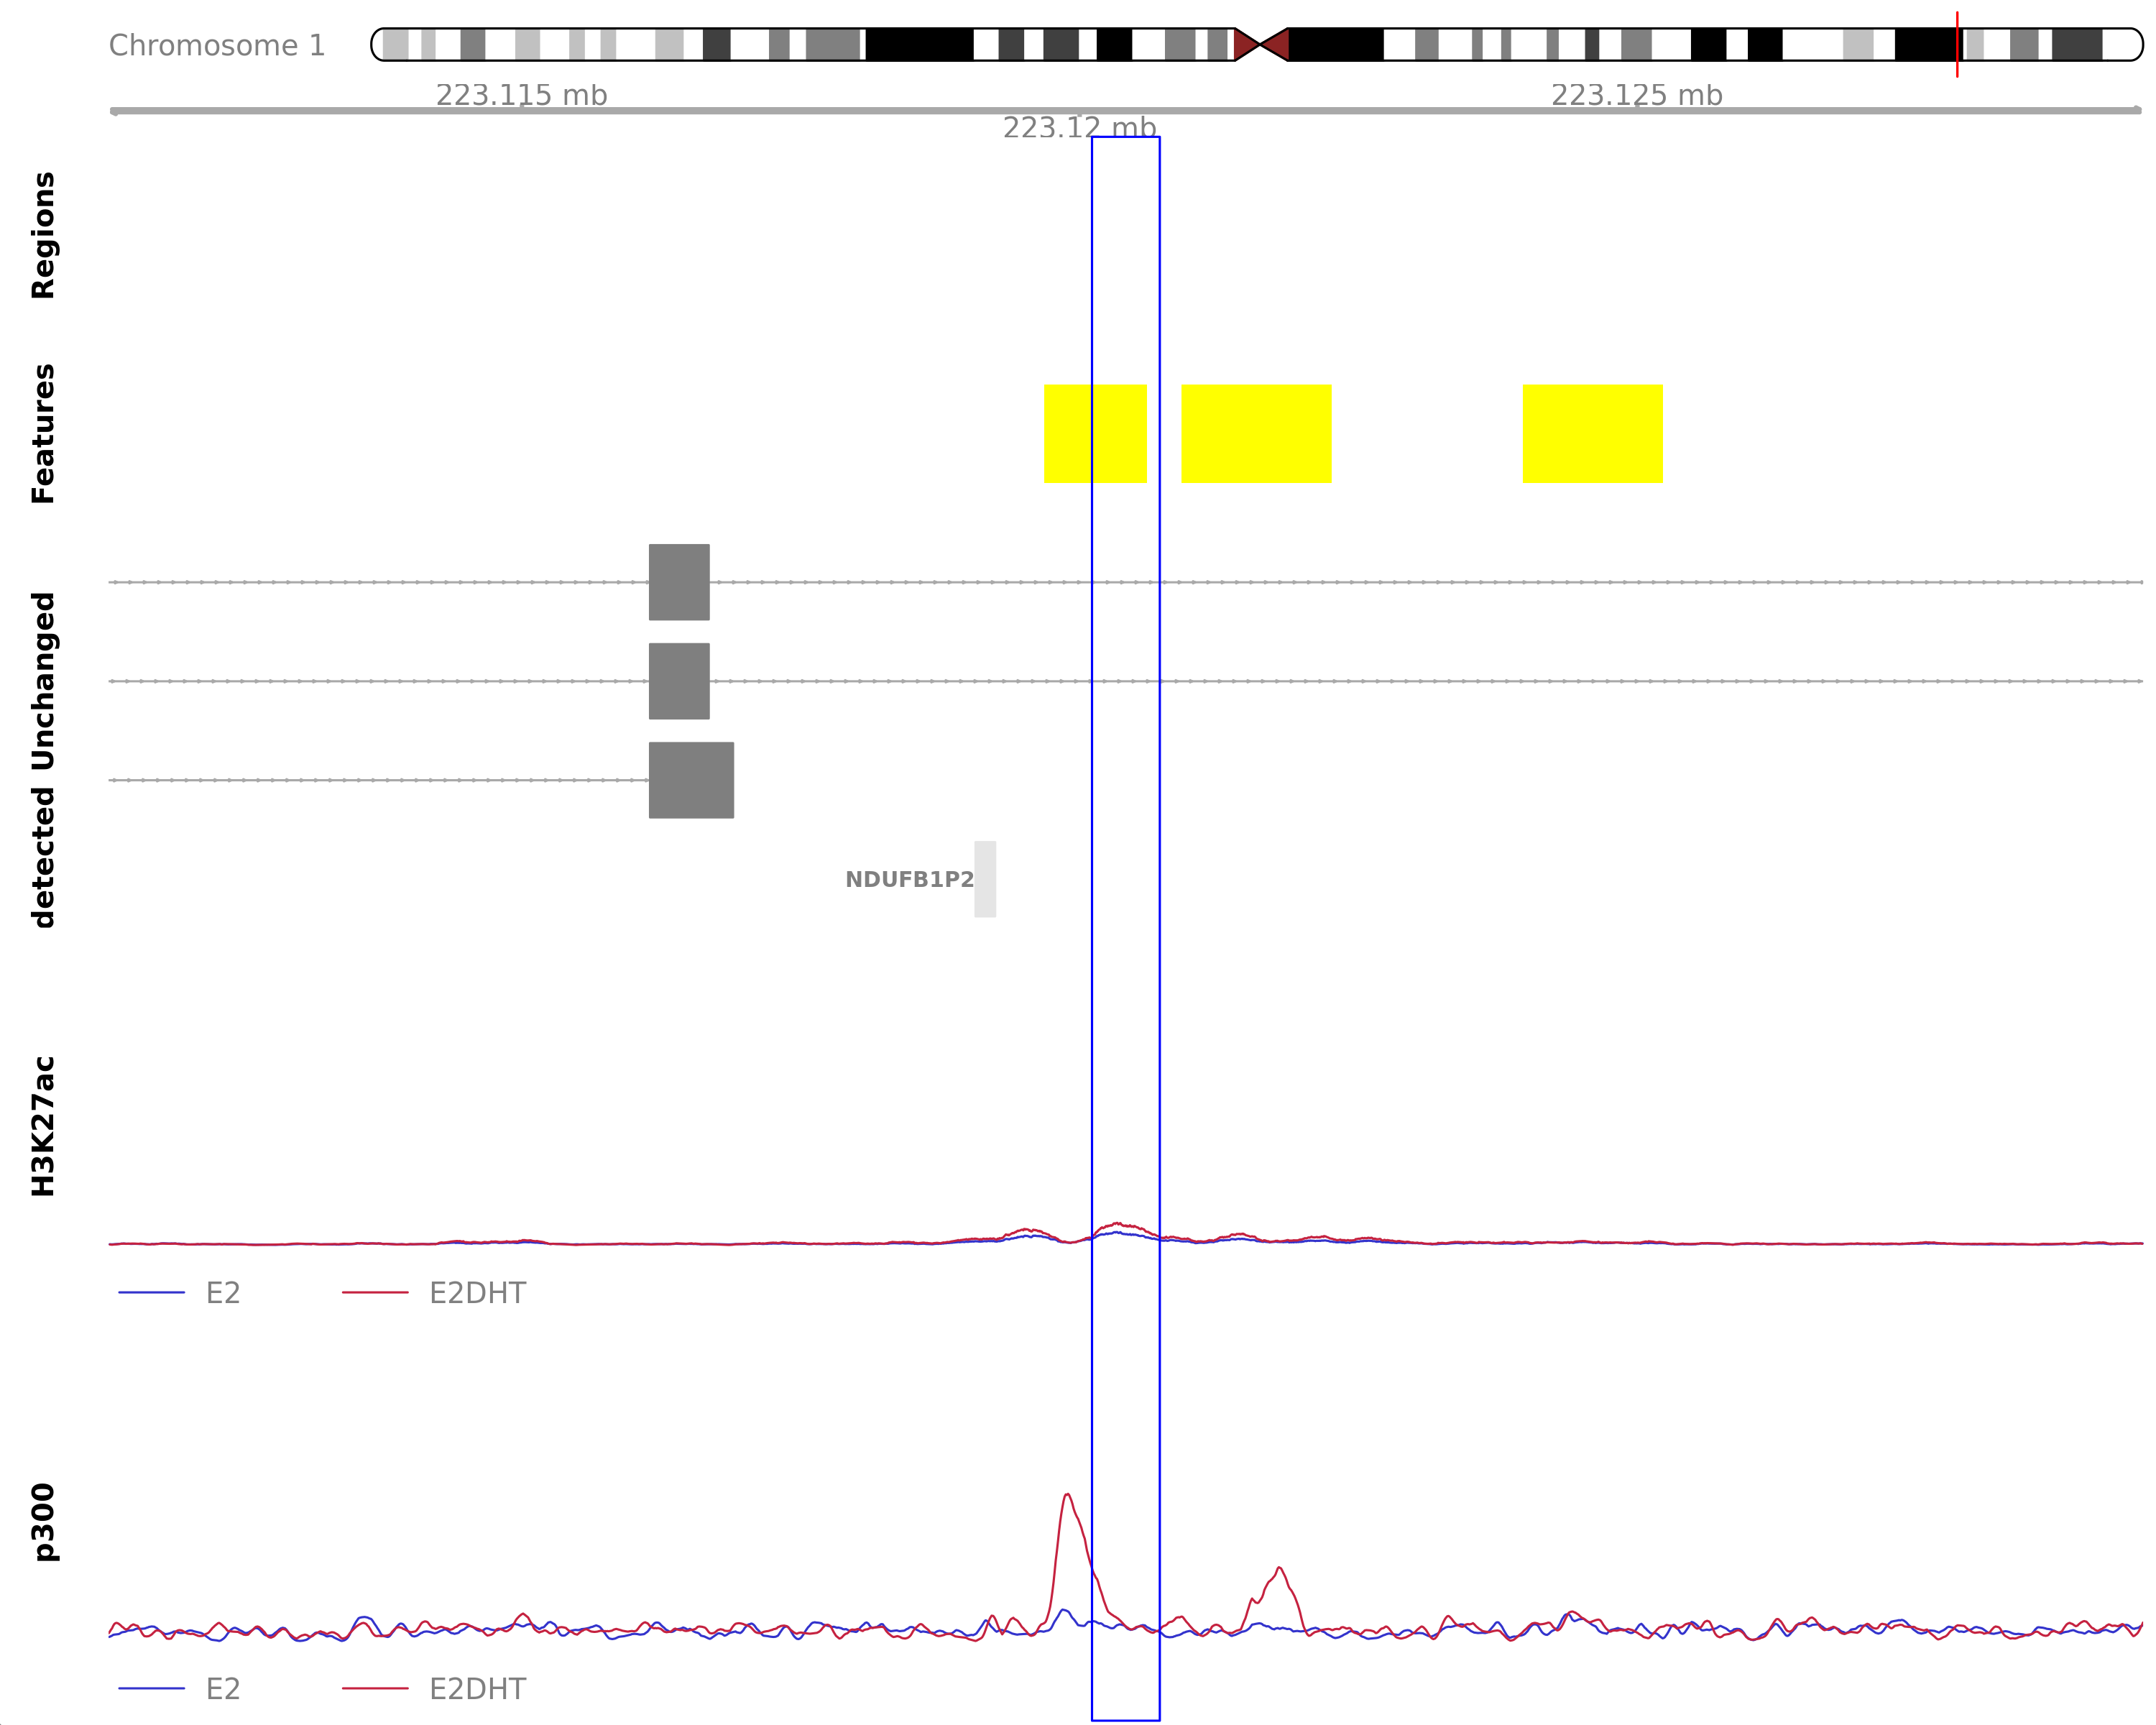 Chromosome 1
223.115 mb
223.125 mb
223.12 mb
Regions
Features
detected Unchanged
NDUFB1P2
H3K27ac
E2 E2DHT
p300
E2 E2DHT